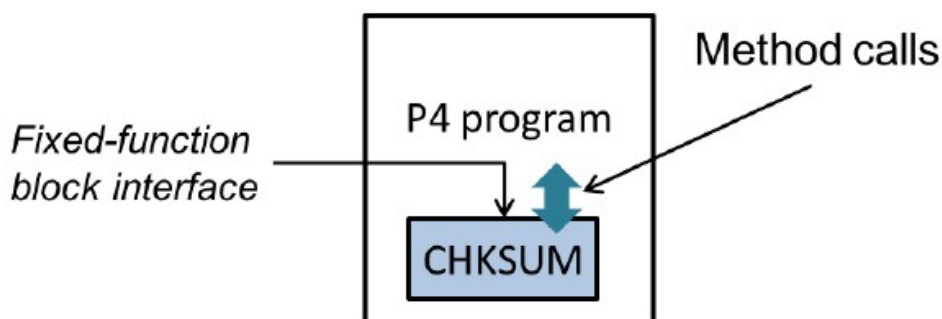 Method calls
P4 program
Fixed-function
block interface
CHKSUM